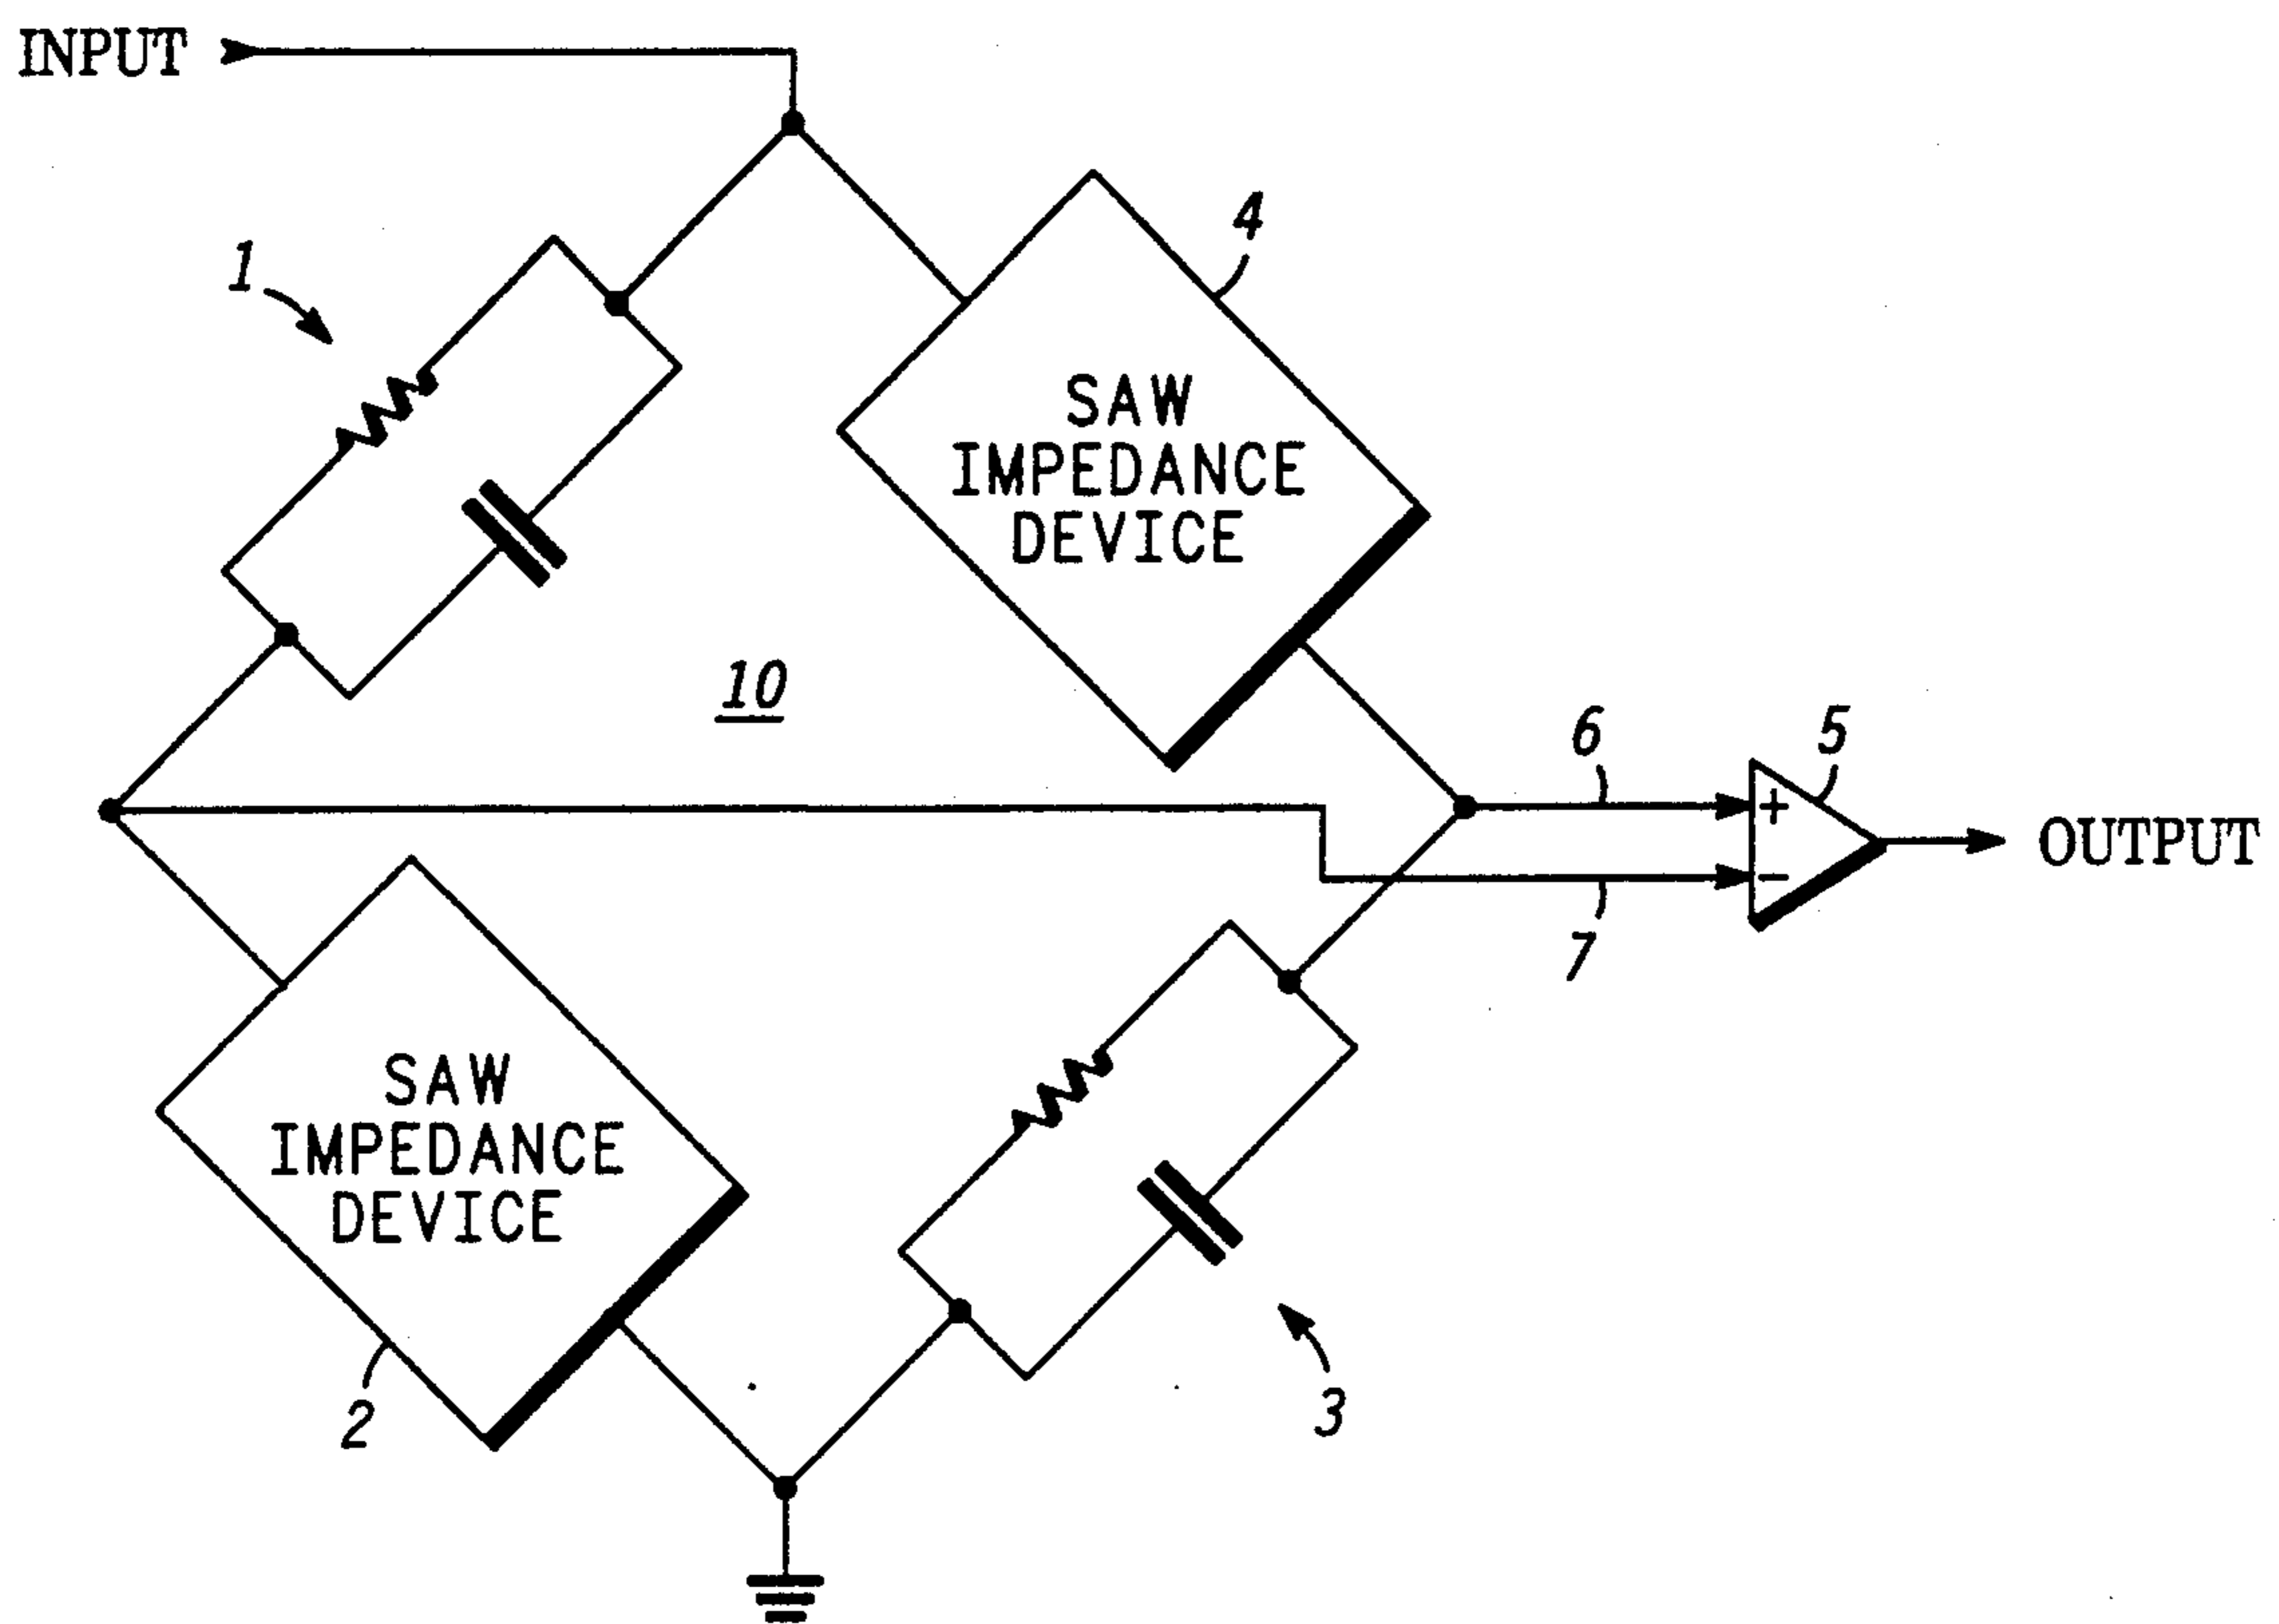 INPUT
4
1
SAW
IMPEDANCE
DEVICE
10
6
5
+
OUTPUT
−
7
SAW
IMPEDANCE
DEVICE
2
3